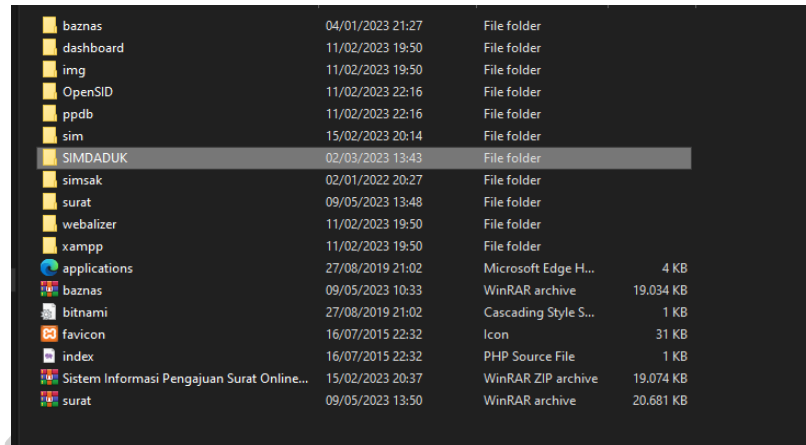 baznas 04/01/2023 21:27 File folder
dashboard 11/02/2023 19:50 File folder
img 11/02/2023 19:50 File folder
OpenSID 11/02/2023 22:16 File folder
ppdb 11/02/2023 22:16 File folder
sim 15/02/2023 20:14 File folder
SIMDADUK 02/03/2023 13:43 File folder
simsak 02/01/2022 20:27 File folder
surat 09/05/2023 13:48 File folder
webalizer 11/02/2023 19:50 File folder
xampp 11/02/2023 19:50 File folder
applications 27/08/2019 21:02 Microsoft Edge H... 4 KB
baznas 09/05/2023 10:33 WinRAR archive 19.034 KB
bitnami 27/08/2019 21:02 Cascading Style S... 1 KB
favicon 16/07/2015 22:32 Icon 31 KB
index 16/07/2015 22:32 PHP Source File 1 KB
Sistem Informasi Pengajuan Surat Online... 15/02/2023 20:37 WinRAR ZIP archive 19.074 KB
surat 09/05/2023 13:50 WinRAR archive 20.681 KB